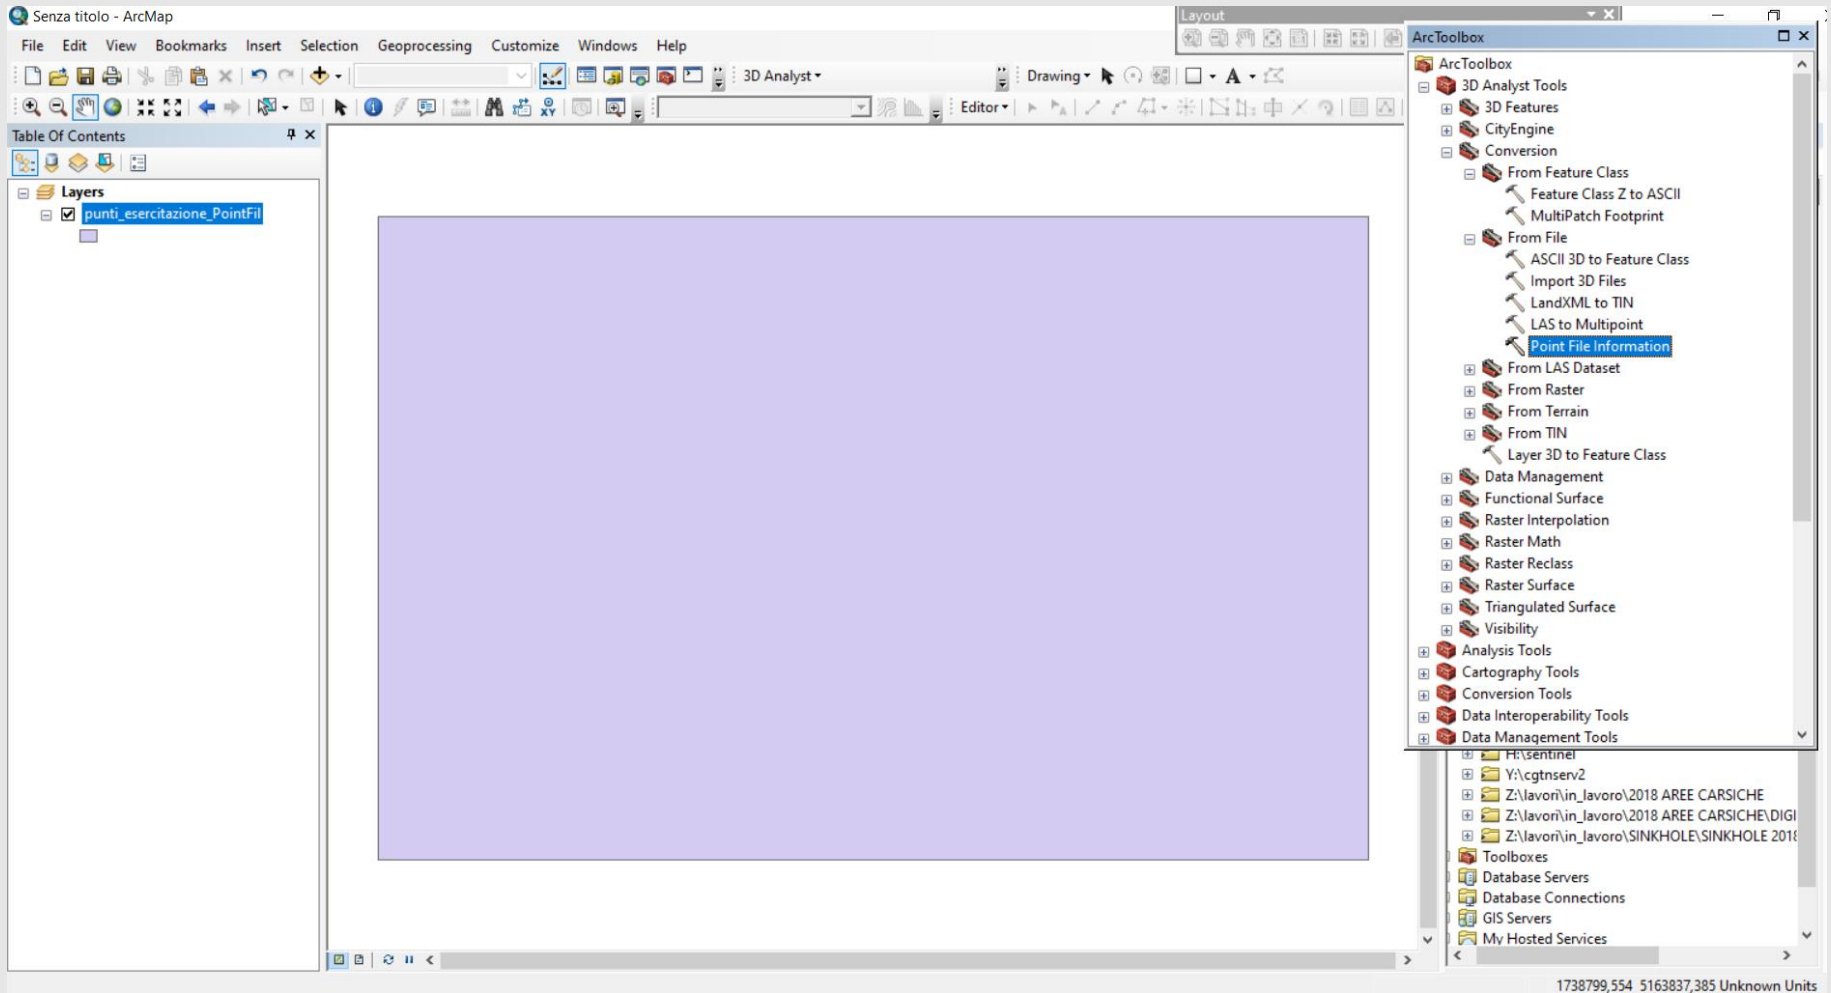 Senza titolo - ArcMap
Layout
File Edit View Bookmarks Insert Selection Geoprocessing Customize Windows Help
3D Analyst
Drawing
A
Editor
Table Of Contents
Layers
punti_esercitazione_PointFil
ArcToolbox
ArcToolbox
3D Analyst Tools
3D Features
CityEngine
Conversion
From Feature Class
Feature Class Z to ASCII
MultiPatch Footprint
From File
ASCII 3D to Feature Class
Import 3D Files
LandXML to TIN
LAS to Multipoint
Point File Information
From LAS Dataset
From Raster
From Terrain
From TIN
Layer 3D to Feature Class
Data Management
Functional Surface
Raster Interpolation
Raster Math
Raster Reclass
Raster Surface
Triangulated Surface
Visibility
Analysis Tools
Cartography Tools
Conversion Tools
Data Interoperability Tools
Data Management Tools
H:\sentinel
Y:\cgtnserv2
Z:\lavori\in_lavoro\2018 AREE CARSICHE
Z:\lavori\in_lavoro\2018 AREE CARSICHE\DIGI
Z:\lavori\in_lavoro\SINKHOLE\SINKHOLE 2018
Toolboxes
Database Servers
Database Connections
GIS Servers
My Hosted Services
1738799,554 5163837,385 Unknown Units